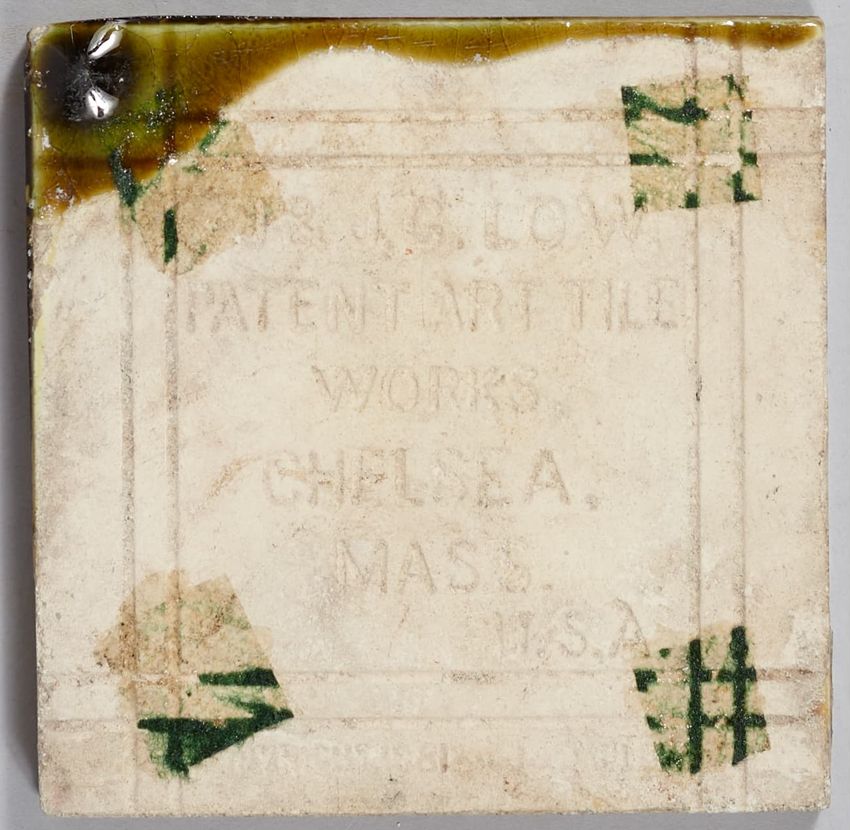 J. & J. G. LOW
PATENT ART TILE
WORKS
CHELSEA.
MASS.
U.S.A.